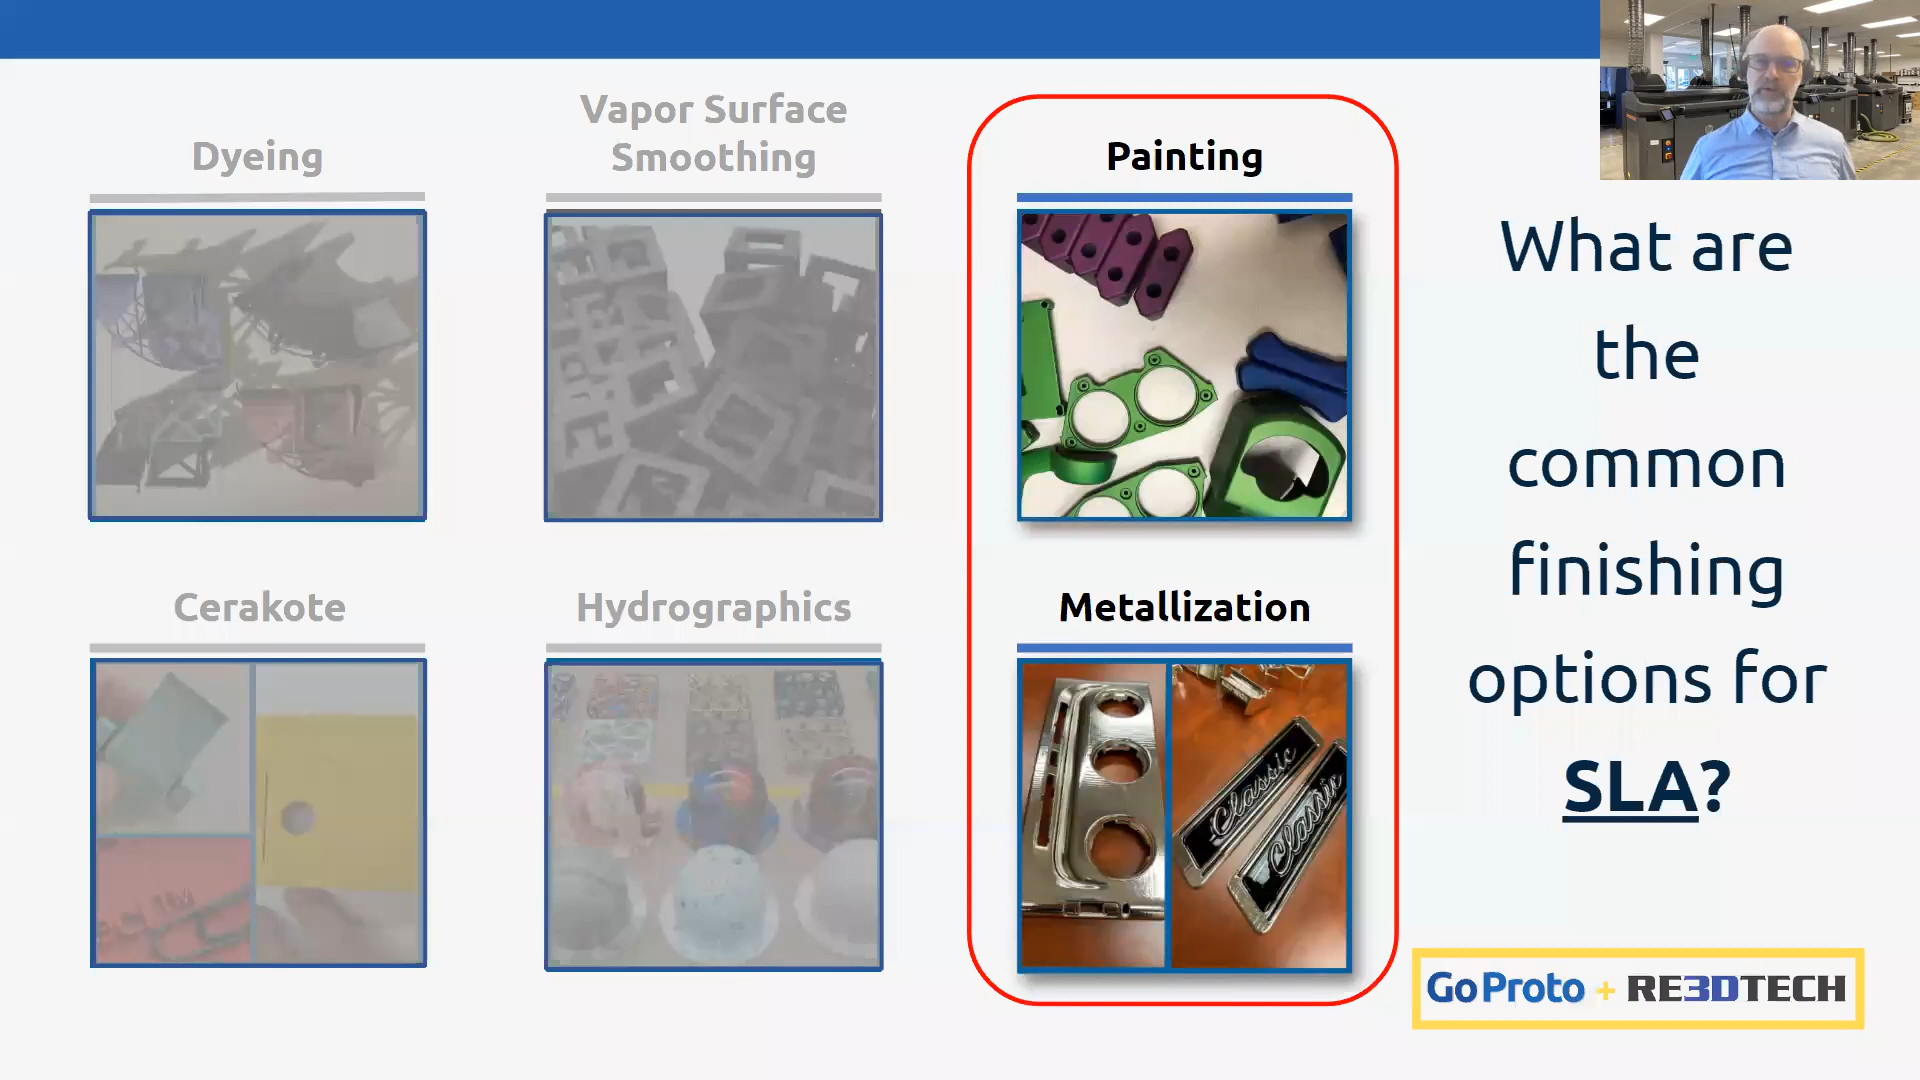 Dyeing
Vapor Surface
Smoothing
Painting
Cerakote
Hydrographics
Metallization
Classic
Classic
What are
the
common
finishing
options for
SLA?
GoProto + RE3DTECH